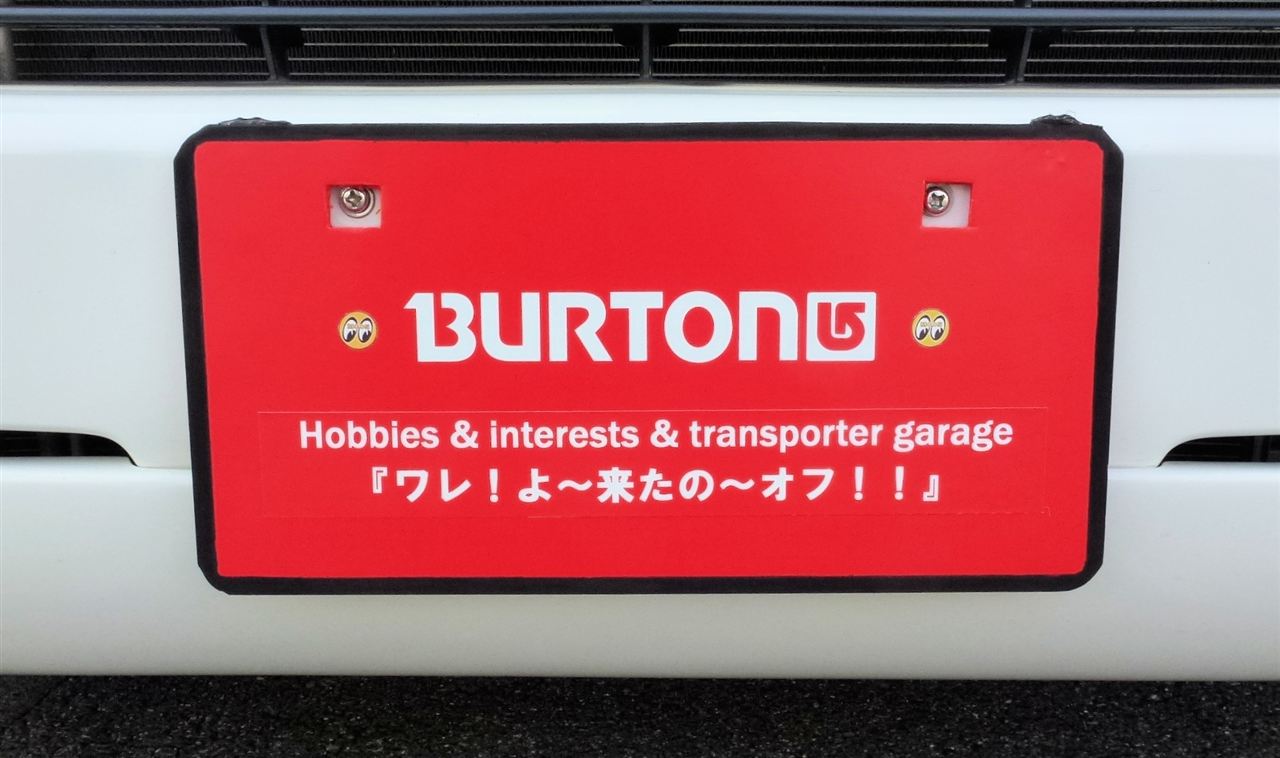 BURTON
Hobbies & interests & transporter garage
『ワレ！よ〜来たの〜オフ！！』